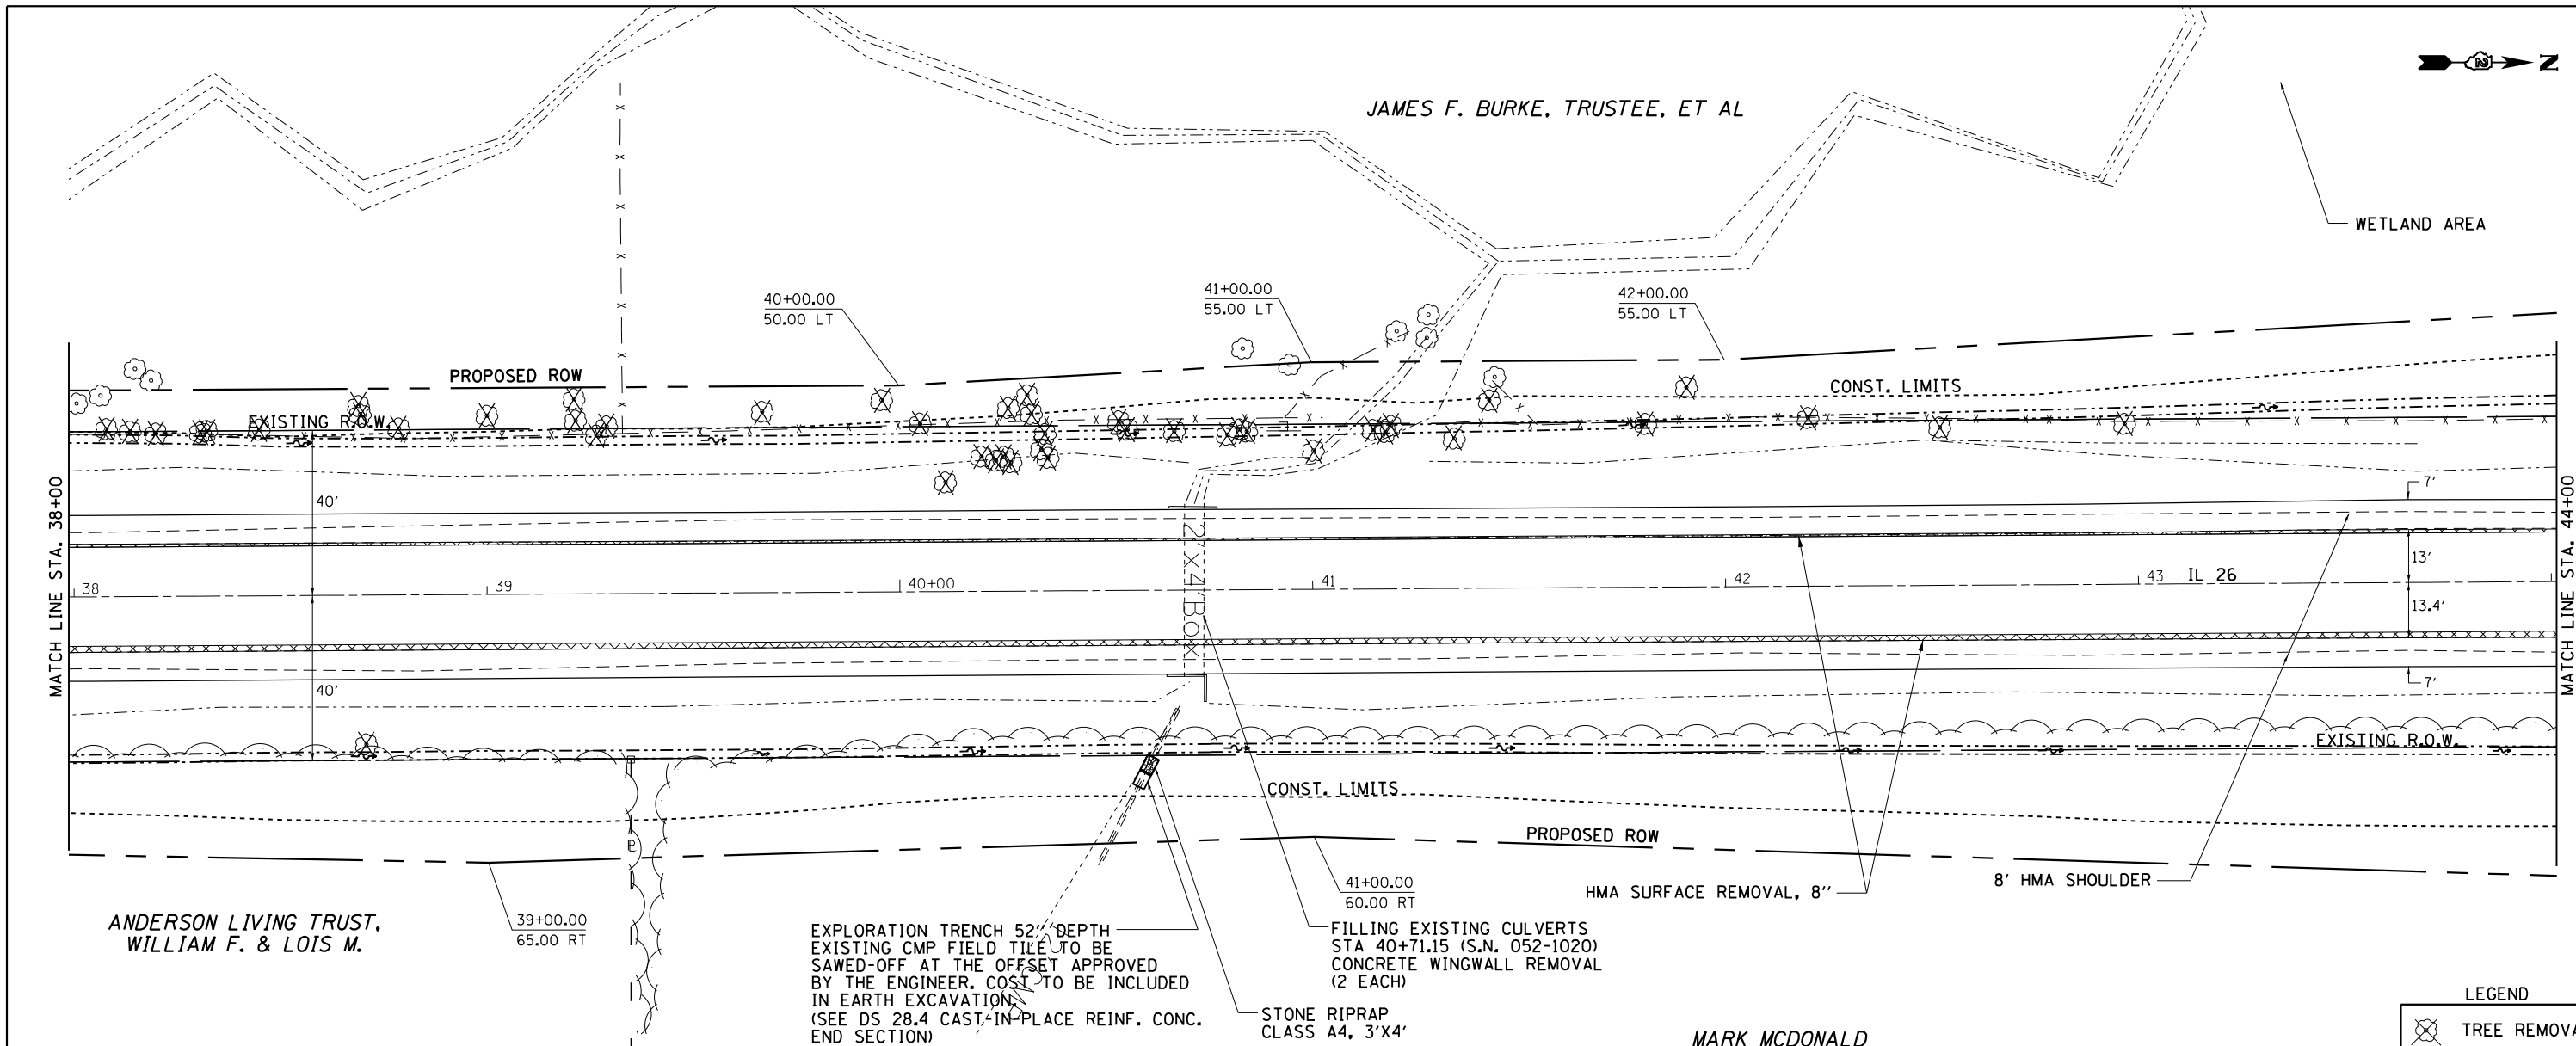 N
JAMES F. BURKE, TRUSTEE, ET AL
WETLAND AREA
40+00.00
50.00 LT
41+00.00
55.00 LT
42+00.00
55.00 LT
PROPOSED ROW
CONST. LIMITS
EXISTING R.O.W.
MATCH LINE STA. 38+00
MATCH LINE STA. 44+00
40'
7'
2'X4'BOX
13'
38
39
40+00
41
42
43
IL 26
13.4'
40'
7'
EXISTING R.O.W.
CONST. LIMITS
PROPOSED ROW
39+00.00
65.00 RT
41+00.00
60.00 RT
HMA SURFACE REMOVAL, 8"
8' HMA SHOULDER
ANDERSON LIVING TRUST,
WILLIAM F. & LOIS M.
EXPLORATION TRENCH 52" DEPTH
EXISTING CMP FIELD TILE TO BE
SAWED-OFF AT THE OFFSET APPROVED
BY THE ENGINEER. COST TO BE INCLUDED
IN EARTH EXCAVATION.
(SEE DS 28.4 CAST-IN-PLACE REINF. CONC.
END SECTION)
FILLING EXISTING CULVERTS
STA 40+71.15 (S.N. 052-1020)
CONCRETE WINGWALL REMOVAL
(2 EACH)
STONE RIPRAP
CLASS A4, 3'X4'
MARK MCDONALD
LEGEND
TREE REMOVA